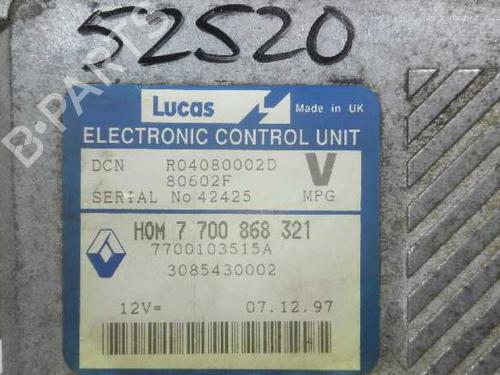 52520
B-PARTS
Lucas
Made in UK
ELECTRONIC CONTROL UNIT
DCN R04080002D V
80602F
SERIAL No 42425 MPG
HOM 7 700 868 321
7700103515A
3085430002
12V= 07.12.97